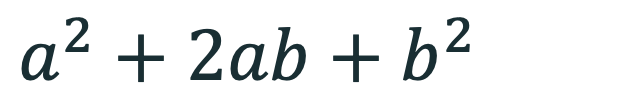 a² + 2ab + b²